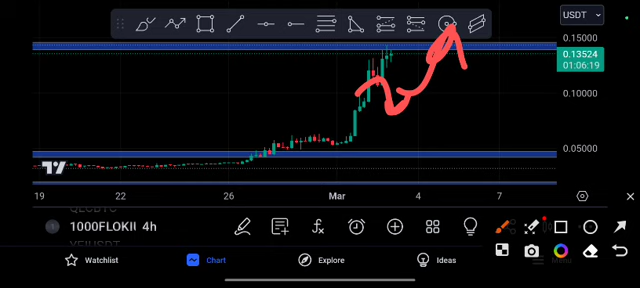 USDT
0.15000
0.13524
01:06:19
0.10000
0.05000
19 22 26 Mar 4 7
1000FLOKII 4h
Watchlist Chart Explore Ideas